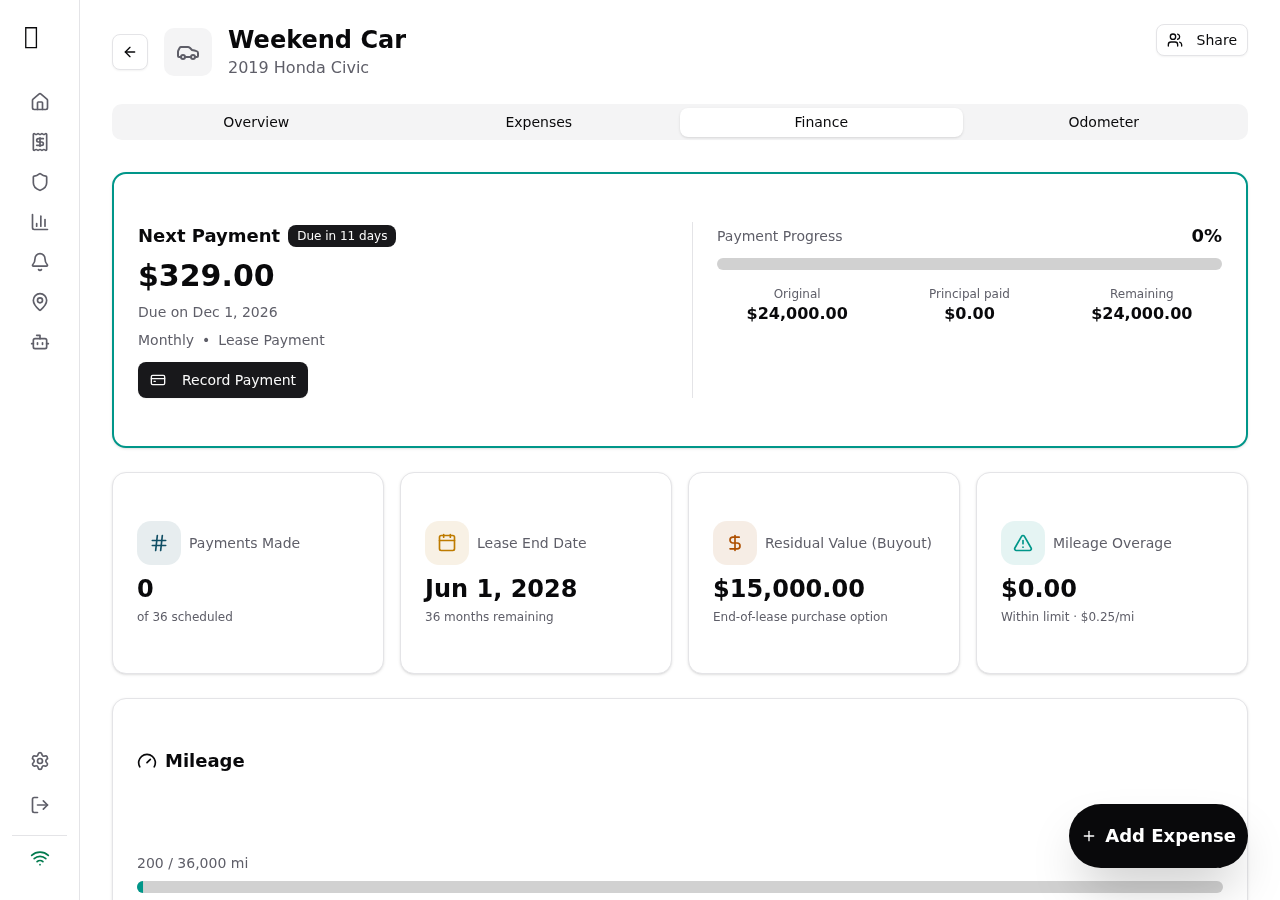 Weekend Car
2019 Honda Civic
Share
Overview
Expenses
Finance
Odometer
Next Payment
Due in 11 days
$329.00
Due on Dec 1, 2026
Monthly • Lease Payment
Record Payment
Payment Progress
0%
Original
$24,000.00
Principal paid
$0.00
Remaining
$24,000.00
Payments Made
0
of 36 scheduled
Lease End Date
Jun 1, 2028
36 months remaining
Residual Value (Buyout)
$15,000.00
End-of-lease purchase option
Mileage Overage
$0.00
Within limit · $0.25/mi
Mileage
200 / 36,000 mi
Add Expense